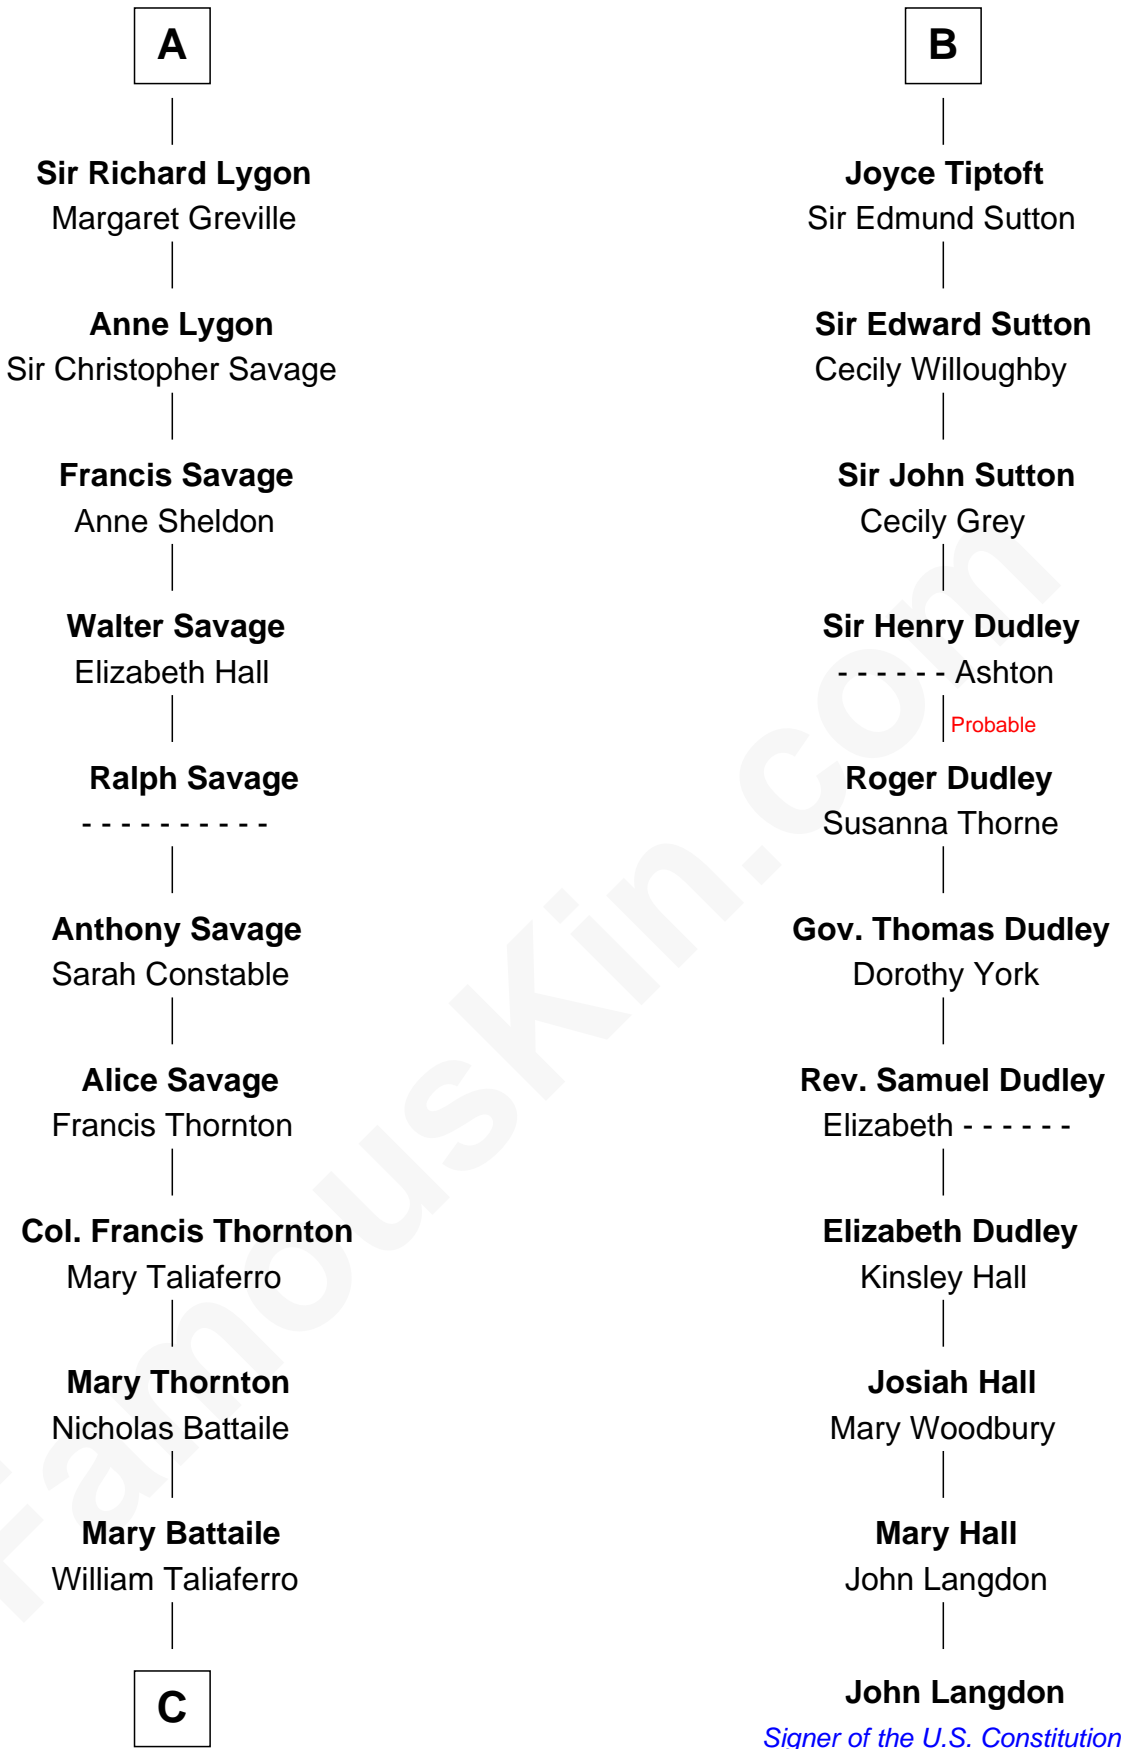 A
Sir Richard Lygon
Margaret Greville
Anne Lygon
Sir Christopher Savage
Francis Savage
Anne Sheldon
Walter Savage
Elizabeth Hall
Ralph Savage
- - - - - - - - - -
Anthony Savage
Sarah Constable
Alice Savage
Francis Thornton
Col. Francis Thornton
Mary Taliaferro
Mary Thornton
Nicholas Battaile
Mary Battaile
William Taliaferro
C
B
Joyce Tiptoft
Sir Edmund Sutton
Sir Edward Sutton
Cecily Willoughby
Sir John Sutton
Cecily Grey
Sir Henry Dudley
- - - - - - Ashton
Probable
Roger Dudley
Susanna Thorne
Gov. Thomas Dudley
Dorothy York
Rev. Samuel Dudley
Elizabeth - - - - - -
Elizabeth Dudley
Kinsley Hall
Josiah Hall
Mary Woodbury
Mary Hall
John Langdon
John Langdon
Signer of the U.S. Constitution
FamousKin.com